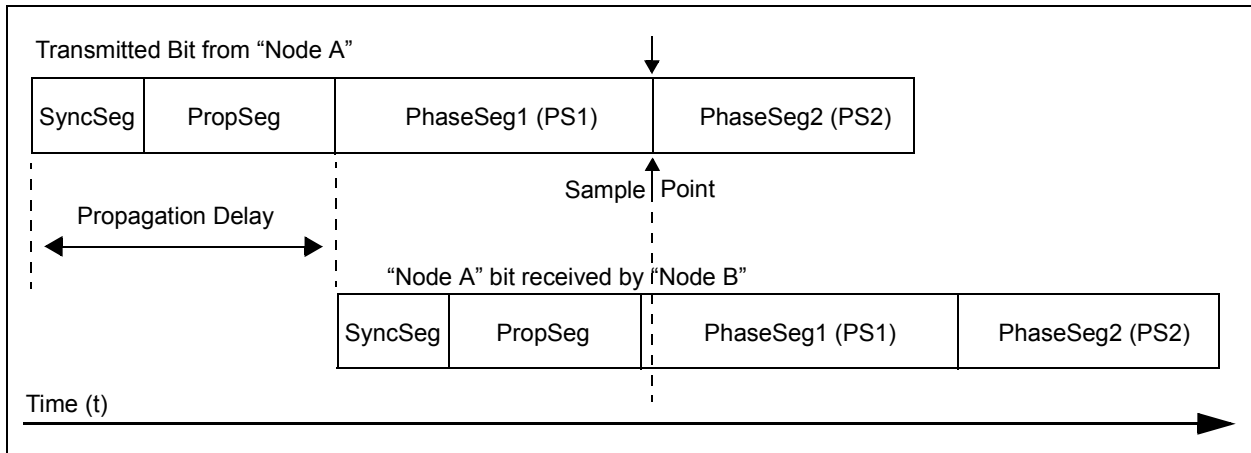 Transmitted Bit from “Node A”
SyncSeg PropSeg PhaseSeg1 (PS1) PhaseSeg2 (PS2)
Sample Point
Propagation Delay
“Node A” bit received by “Node B”
SyncSeg PropSeg PhaseSeg1 (PS1) PhaseSeg2 (PS2)
Time (t)